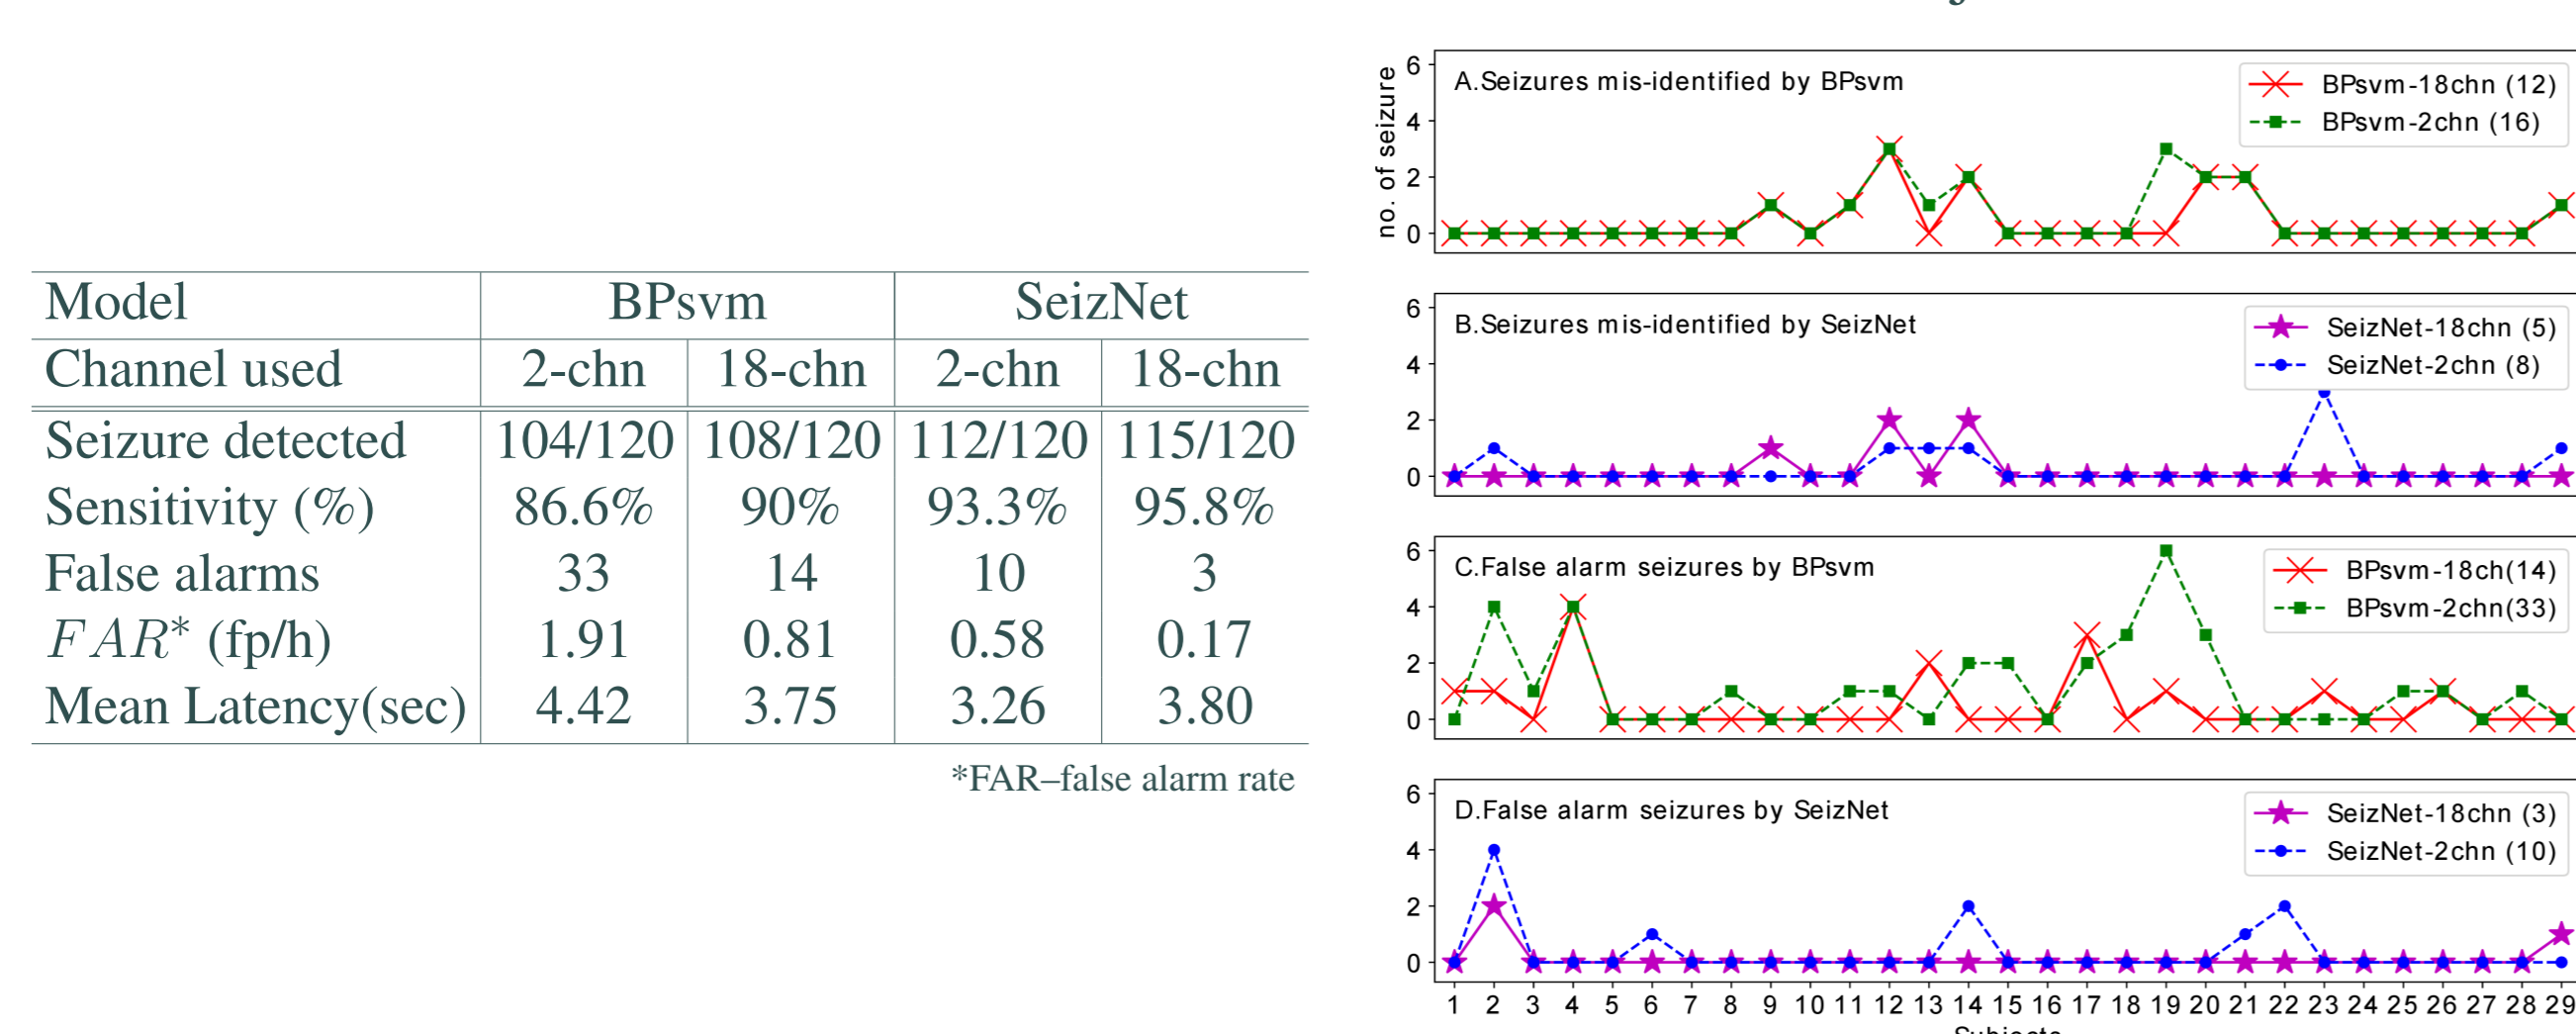 Model BPsvm SeizNet
Channel used 2-chn 18-chn 2-chn 18-chn
Seizure detected 104/120 108/120 112/120 115/120
Sensitivity (%) 86.6% 90% 93.3% 95.8%
False alarms 33 14 10 3
FAR* (fp/h) 1.91 0.81 0.58 0.17
Mean Latency(sec) 4.42 3.75 3.26 3.80
*FAR–false alarm rate
no. of seizure
6
4
2
0
A.Seizures mis-identified by BPsvm
BPsvm-18chn (12)
BPsvm-2chn (16)
6
4
2
0
B.Seizures mis-identified by SeizNet
SeizNet-18chn (5)
SeizNet-2chn (8)
6
4
2
0
C.False alarm seizures by BPsvm
BPsvm-18ch(14)
BPsvm-2chn(33)
6
4
2
0
D.False alarm seizures by SeizNet
SeizNet-18chn (3)
SeizNet-2chn (10)
1 2 3 4 5 6 7 8 9 10 11 12 13 14 15 16 17 18 19 20 21 22 23 24 25 26 27 28 29
Subjects